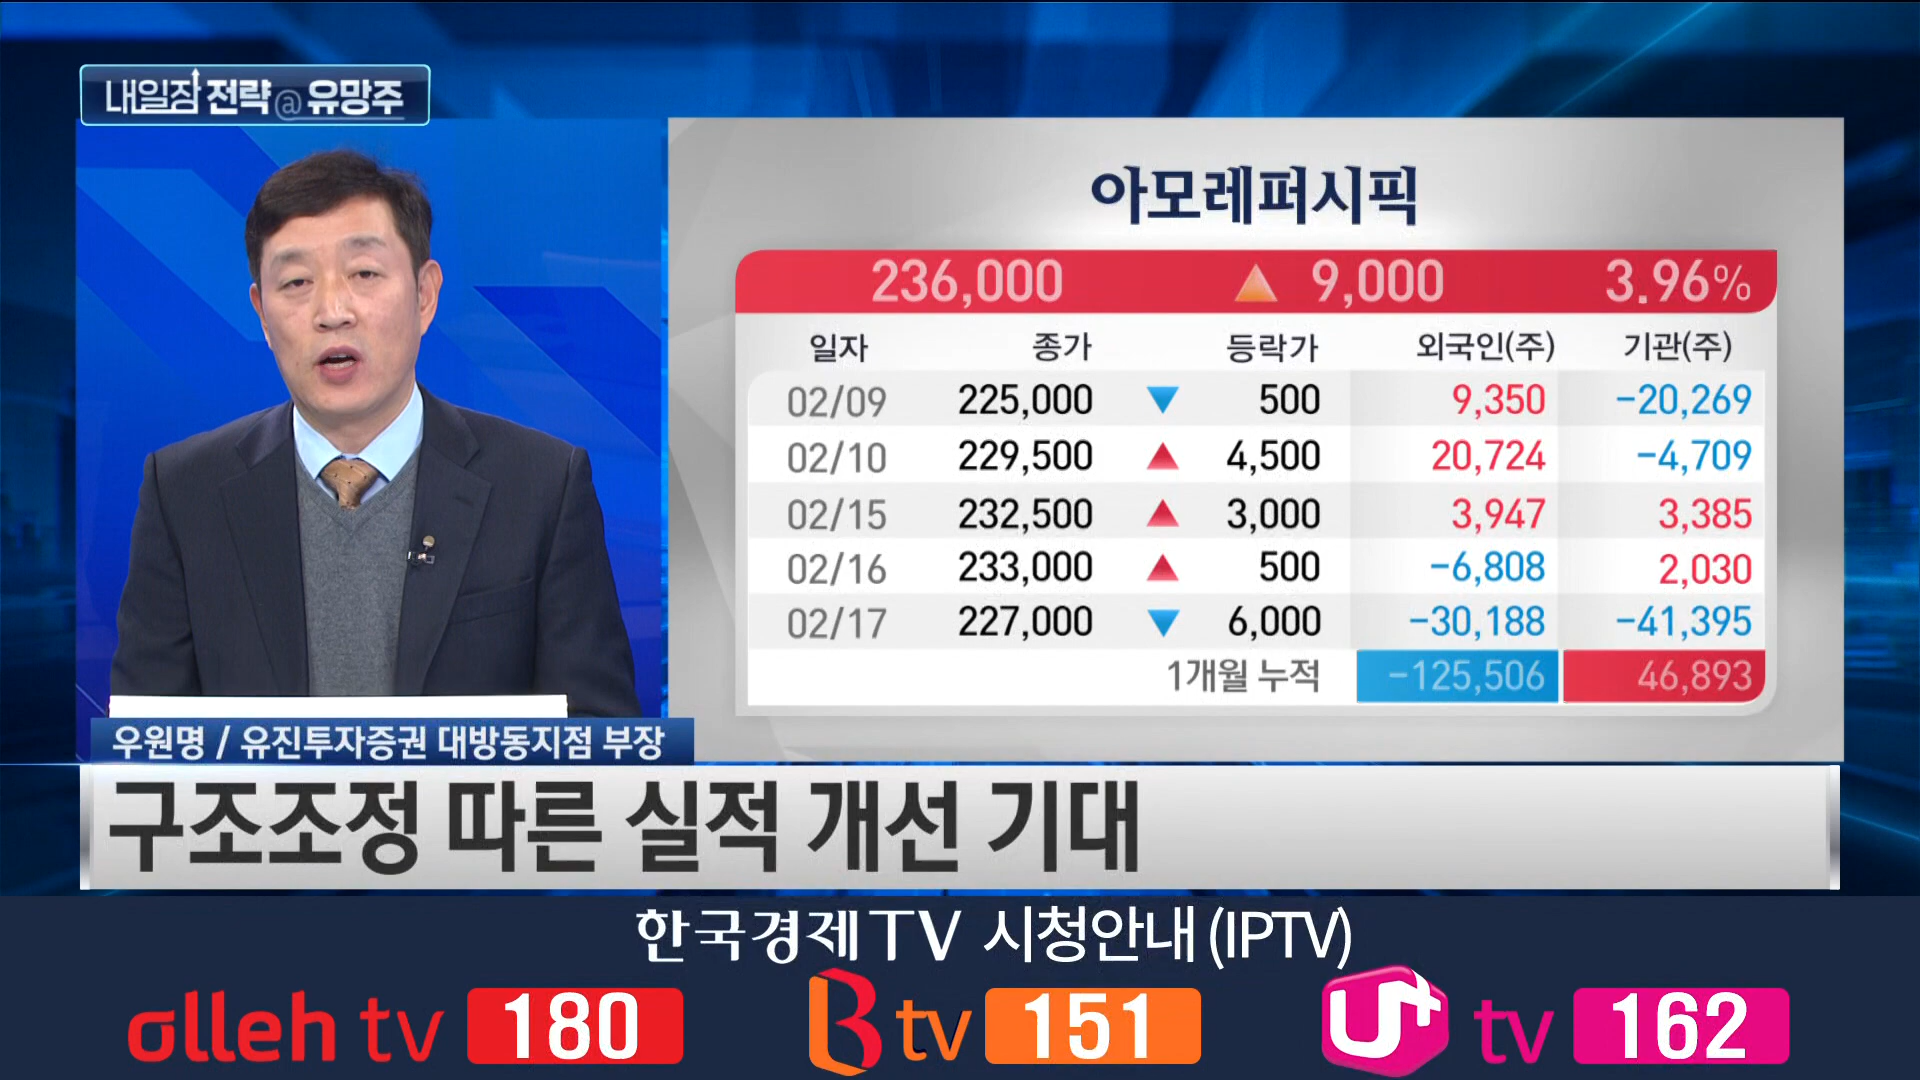 내일장 전략 @ 유망주
아모레퍼시픽
236,000 ▲ 9,000 3.96%
일자 종가 등락가 외국인(주) 기관(주)
02/09 225,000 ▼ 500 9,350 -20,269
02/10 229,500 ▲ 4,500 20,724 -4,709
02/15 232,500 ▲ 3,000 3,947 3,385
02/16 233,000 ▲ 500 -6,808 2,030
02/17 227,000 ▼ 6,000 -30,188 -41,395
1개월 누적 -125,506 46,893
우원명 / 유진투자증권 대방동지점 부장
구조조정 따른 실적 개선 기대
한국경제TV 시청안내 (IPTV)
olleh tv 180 B tv 151 U+ tv 162